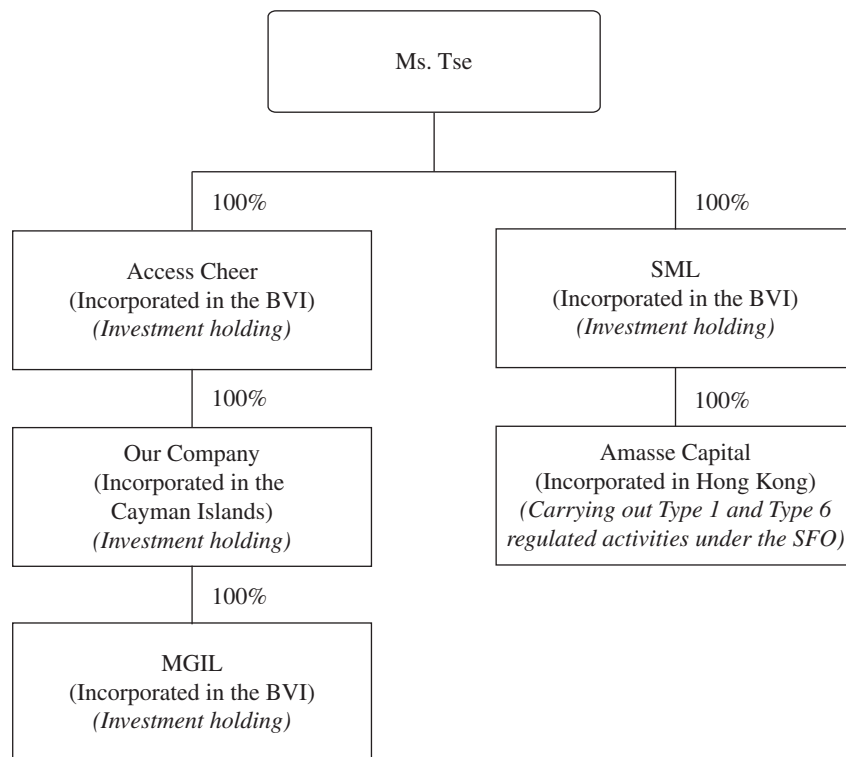 Ms. Tse
100%
100%
Access Cheer
(Incorporated in the BVI)
(Investment holding)
SML
(Incorporated in the BVI)
(Investment holding)
100%
100%
Our Company
(Incorporated in the
Cayman Islands)
(Investment holding)
Amasse Capital
(Incorporated in Hong Kong)
(Carrying out Type 1 and Type 6
regulated activities under the SFO)
100%
MGIL
(Incorporated in the BVI)
(Investment holding)